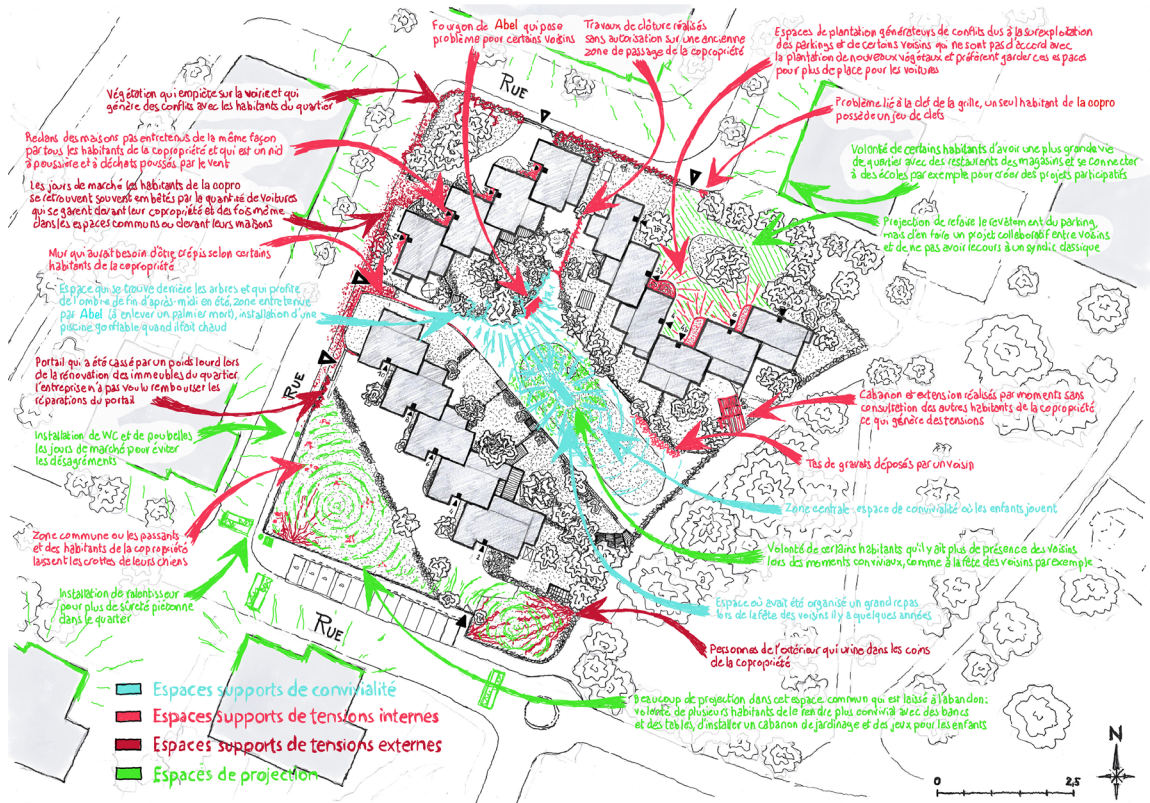 Fourgon de Abel qui pose
problème pour certains voisins
Travaux de clôture réalisés
sans autorisation sur une ancienne
zone de passage de la copropriété
Espaces de plantation générateurs de conflits dus à la surexploitation
des parkings et de certains voisins qui ne sont pas d'accord avec
la plantation de nouveaux végétaux et préfèrent garder ces espaces
pour plus de place pour les voitures
RUE
Végétation qui empiète sur la voirie et qui
génère des conflits avec les habitants du quartier
Problème lié à la clef de la grille, un seul habitant de la copro
possède un jeu de clefs
Redans des maisons pas entretenus de la même façon
par tous les habitants de la copropriété et qui est un nid
à poussière et à déchets poussés par le vent
Volonté de certains habitants d'avoir une plus grande vie
de quartier avec des restaurants des magasins et se connecter
à des écoles par exemple pour créer des projets participatifs
Les jours de marché les habitants de la copro
se retrouvent souvent embêtés par la quantité de voitures
qui se garent devant leur copropriété et des fois même
dans les espaces communs ou devant leurs maisons
Projection de refaire le revêtement du parking
mais d'en faire un projet collaboratif entre voisins
et de ne pas avoir recours à un syndic classique
Mur qui aurait besoin d'être crépis selon certains
habitants de la copropriété
Espace qui se trouve derrière les arbres et qui profite
de l'ombre de fin d'après-midi en été, zone entretenue
par Abel (à enlever un palmier mort), installation d'une
piscine gonflable quand il fait chaud
Portail qui a été cassé par un poids lourd lors
de la rénovation des immeubles du quartier,
l'entreprise n'a pas voulu rembourser les
réparations du portail
RUE
Cabanon et extension réalisés par moments sans
consultation des autres habitants de la copropriété
ce qui génère des tensions
Installation de WC et de poubelles
les jours de marché pour éviter
les désagréments
Tas de gravats déposés par un voisin
Zone centrale : espace de convivialité où les enfants jouent
Zone commune où les passants
et des habitants de la copropriété
laissent les crottes de leurs chiens
Volonté de certains habitants qu'il y ait plus de présence des voisins
lors des moments conviviaux, comme à la fête des voisins par exemple
Installation de ralentisseur
pour plus de sûreté piétonne
dans le quartier
Espace où avait été organisé un grand repas
lors de la fête des voisins il y a quelques années
RUE
Personnes de l'extérieur qui urine dans les coins
de la copropriété
Beaucoup de projection dans cet espace commun qui est laissé à l'abandon :
volonté de plusieurs habitants de le rendre plus convivial avec des bancs
et des tables, d'installer un cabanon de jardinage et des jeux pour les enfants
Espaces supports de convivialité
Espaces supports de tensions internes
Espaces supports de tensions externes
Espaces de projection
N
0 2,5